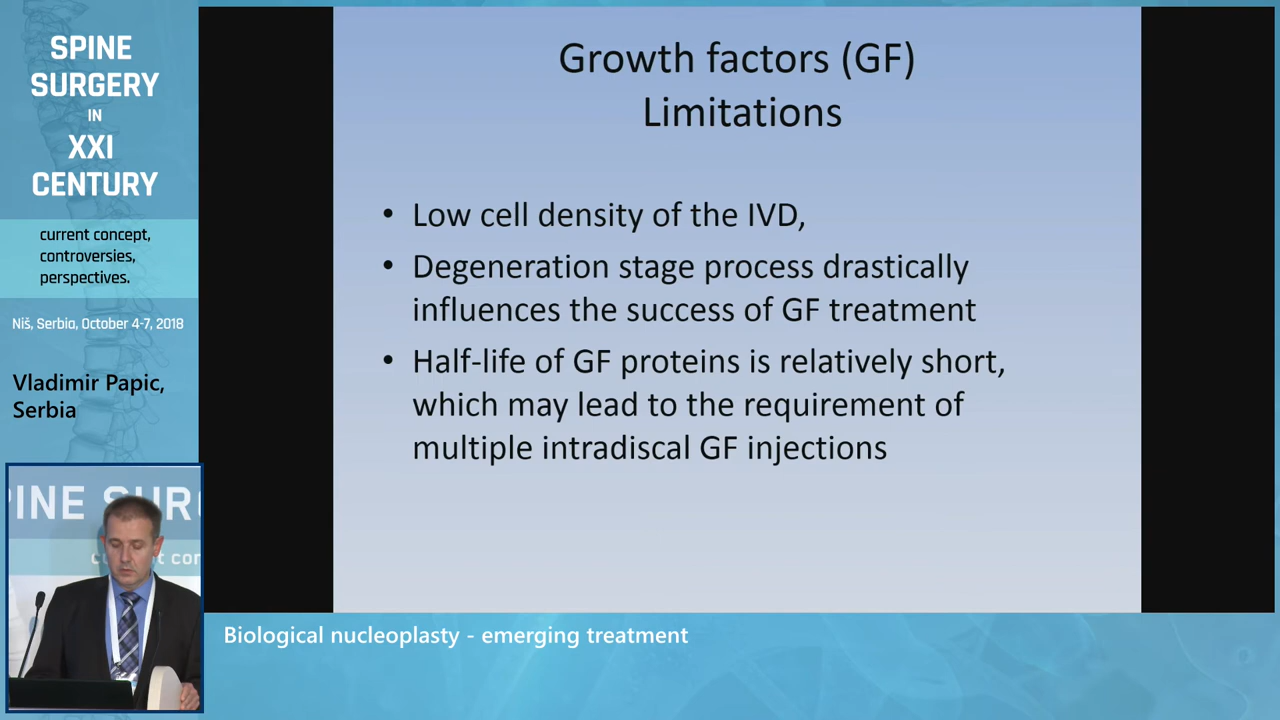 SPINE
SURGERY
IN
XXI
CENTURY
current concept,
controversies,
perspectives.
Niš, Serbia, October 4-7, 2018
Vladimir Papic,
Serbia
PINE SUR
Growth factors (GF)
Limitations
• Low cell density of the IVD,
• Degeneration stage process drastically
influences the success of GF treatment
• Half-life of GF proteins is relatively short,
which may lead to the requirement of
multiple intradiscal GF injections
Biological nucleoplasty - emerging treatment